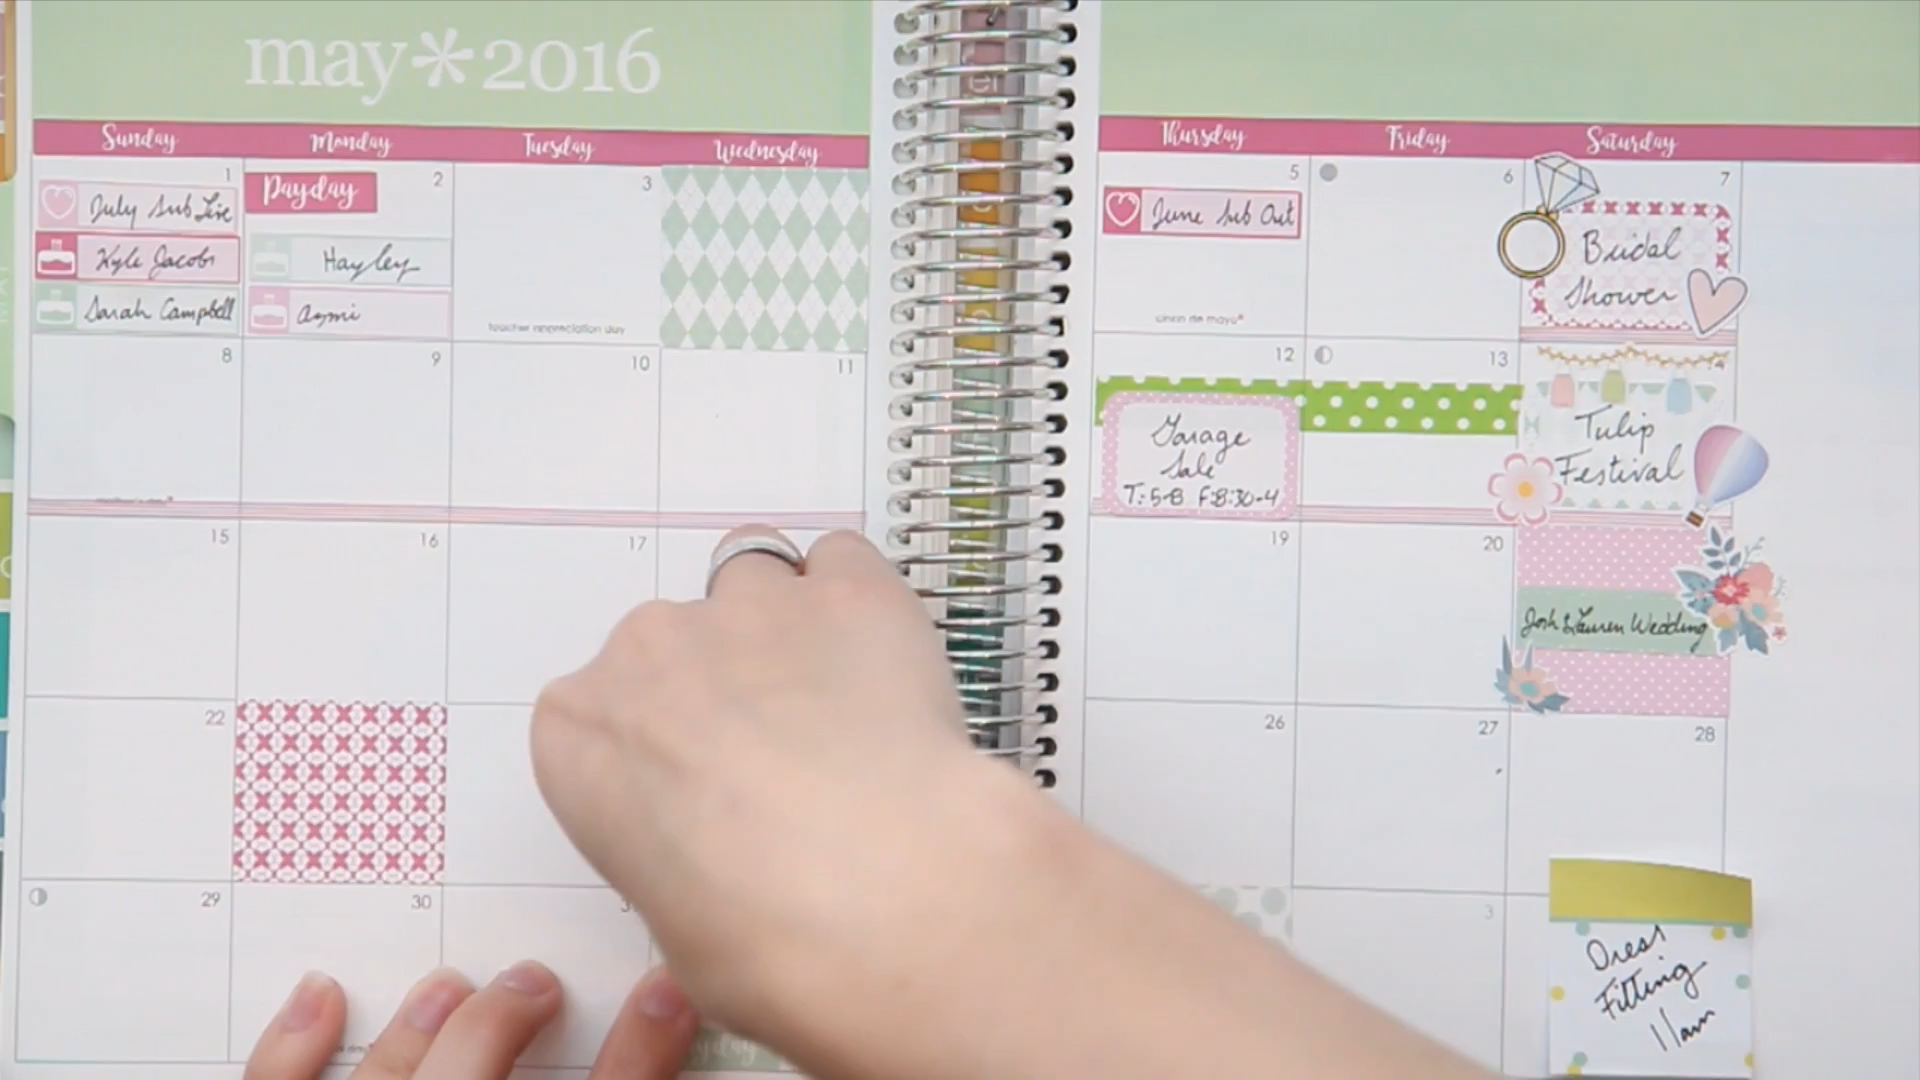 may*2016
Sunday Monday Tuesday Wednesday Thursday Friday Saturday
1
July Sub Live
Kyle Jacobs
Sarah Campbell
2
Payday
Hayley
3
teacher appreciation day
5
June Sub Out
cinco de mayo*
6
7
Bridal
Shower
8
9
10
11
12
Garage
Sale
T: 5-8 F: 8:30-4
13
Tulip
Festival
15
16
17
19
20
Josh & Lauren Wedding
22
26
27
28
29
30
3
Dress
Fitting
11am